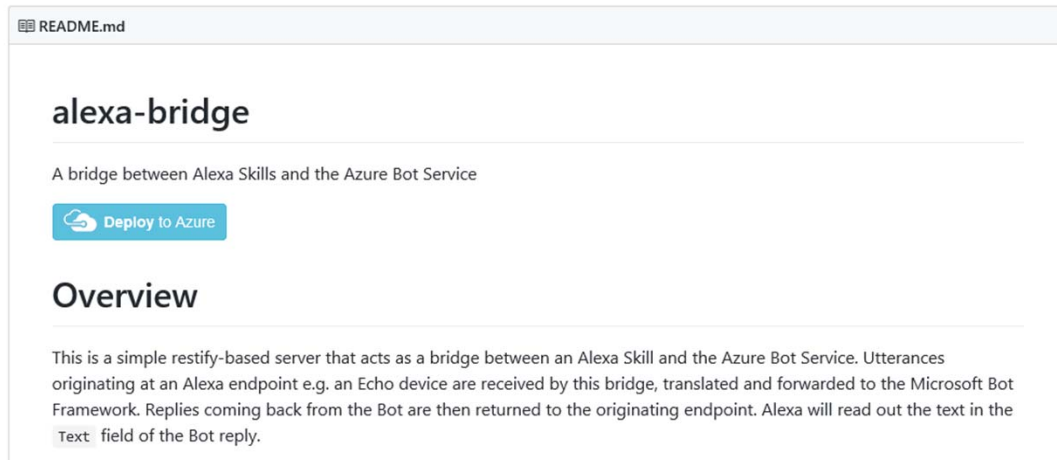 README.md
alexa-bridge
A bridge between Alexa Skills and the Azure Bot Service
Deploy to Azure
Overview
This is a simple restify-based server that acts as a bridge between an Alexa Skill and the Azure Bot Service. Utterances
originating at an Alexa endpoint e.g. an Echo device are received by this bridge, translated and forwarded to the Microsoft Bot
Framework. Replies coming back from the Bot are then returned to the originating endpoint. Alexa will read out the text in the
Text field of the Bot reply.